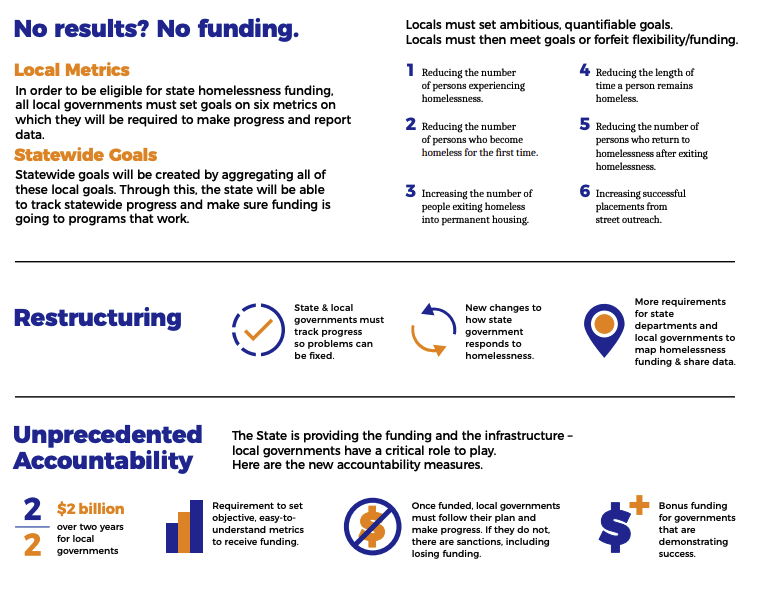 No results? No funding.
Local Metrics
In order to be eligible for state homelessness funding,
all local governments must set goals on six metrics on
which they will be required to make progress and report
data.
Statewide Goals
Statewide goals will be created by aggregating all of
these local goals. Through this, the state will be able
to track statewide progress and make sure funding is
going to programs that work.
Locals must set ambitious, quantifiable goals.
Locals must then meet goals or forfeit flexibility/funding.
1 Reducing the number
of persons experiencing
homelessness.
2 Reducing the number
of persons who become
homeless for the first time.
3 Increasing the number of
people exiting homeless
into permanent housing.
4 Reducing the length of
time a person remains
homeless.
5 Reducing the number of
persons who return to
homelessness after exiting
homelessness.
6 Increasing successful
placements from
street outreach.
Restructuring
State & local
governments must
track progress
so problems can
be fixed.
New changes to
how state
government
responds to
homelessness.
More requirements
for state
departments and
local governments to
map homelessness
funding & share data.
Unprecedented
Accountability
The State is providing the funding and the infrastructure –
local governments have a critical role to play.
Here are the new accountability measures.
2
2
$2 billion
over two years
for local
governments
Requirement to set
objective, easy-to-
understand metrics
to receive funding.
$
Once funded, local governments
must follow their plan and
make progress. If they do not,
there are sanctions, including
losing funding.
$+
Bonus funding
for governments
that are
demonstrating
success.